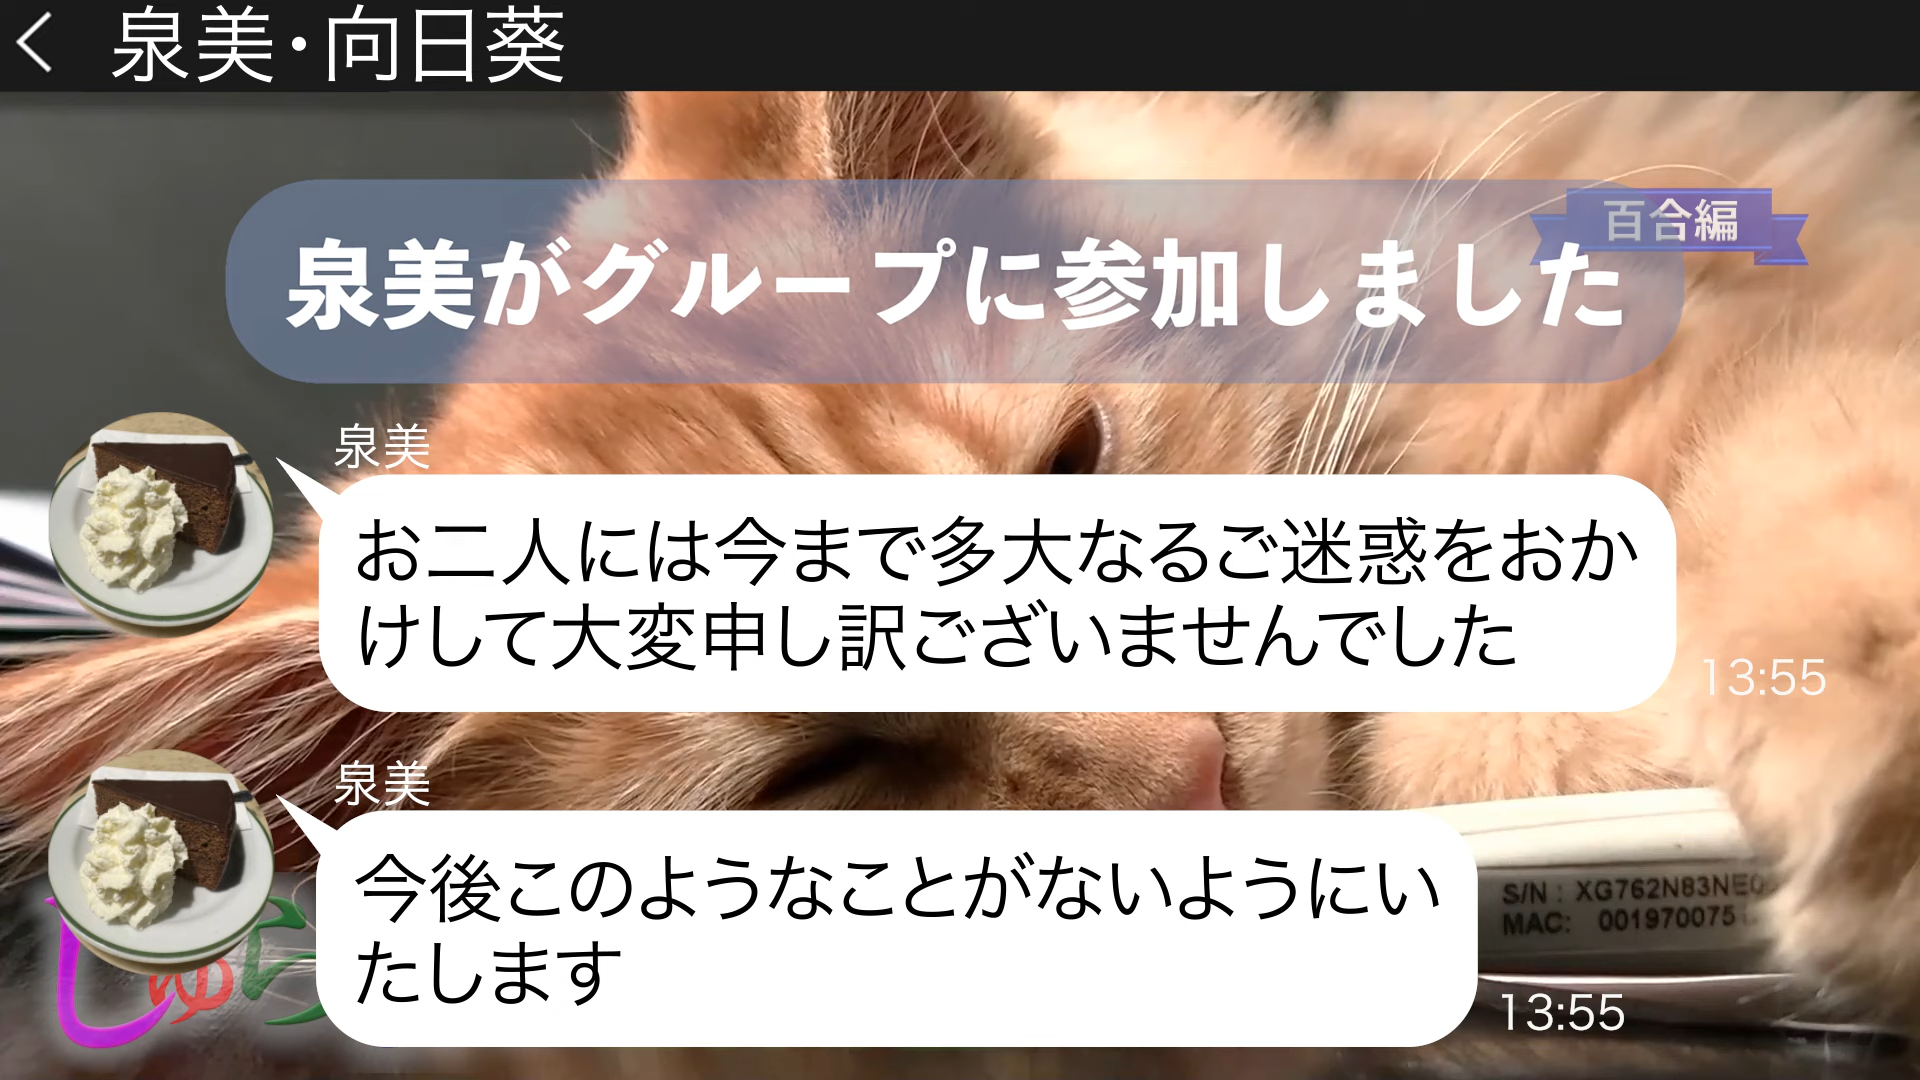 泉美・向日葵
百合編
泉美がグループに参加しました
泉美
お二人には今まで多大なるご迷惑をおか
けして大変申し訳ございませんでした
13:55
泉美
今後このようなことがないようにい
たします
13:55
S/N : XG762N83NE0
MAC: 001970075
しゅら